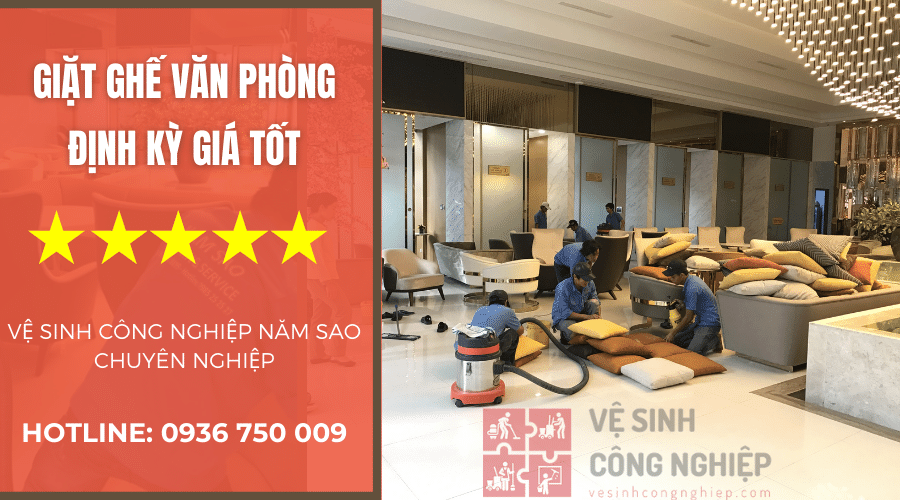 GIẶT GHẾ VĂN PHÒNG
ĐỊNH KỲ GIÁ TỐT
VỆ SINH CÔNG NGHIỆP NĂM SAO
CHUYÊN NGHIỆP
HOTLINE: 0936 750 009
VỆ SINH
CÔNG NGHIỆP
vesinhcongnghiep.com